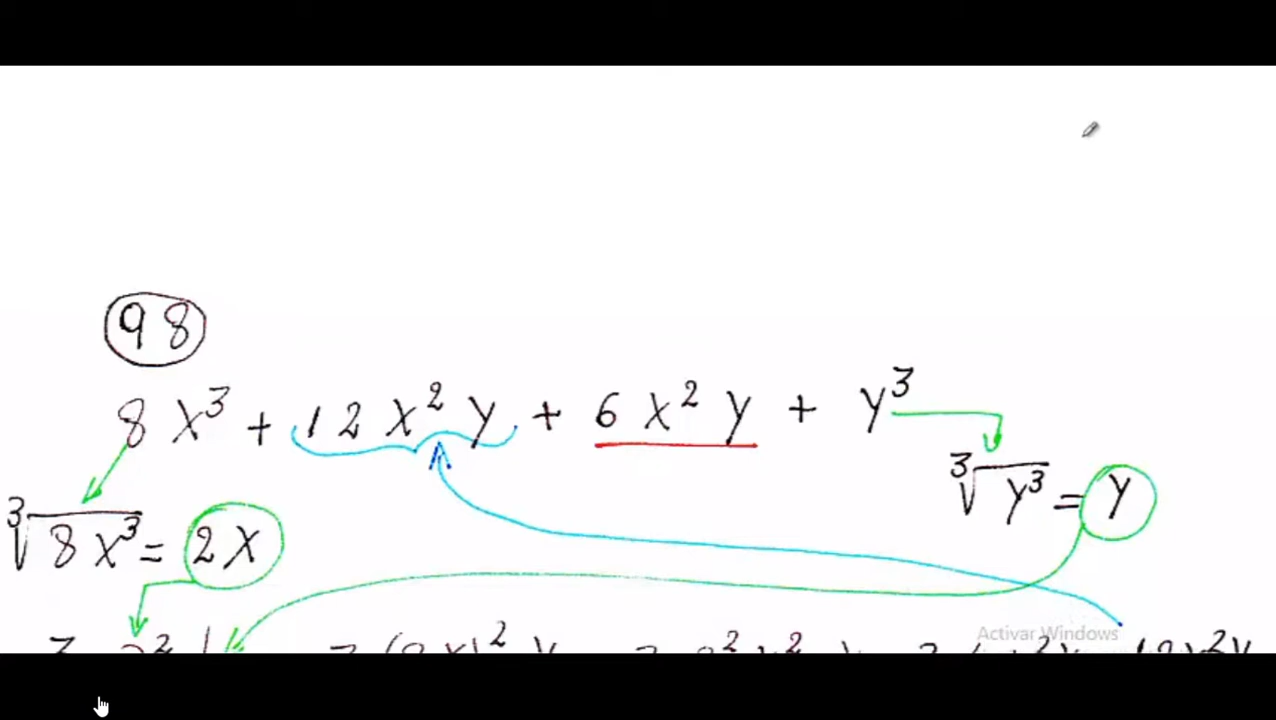 98
8x³ + 12x²y + 6x²y + y³
∛8x³ = 2x
∛y³ = y
Activar Windows